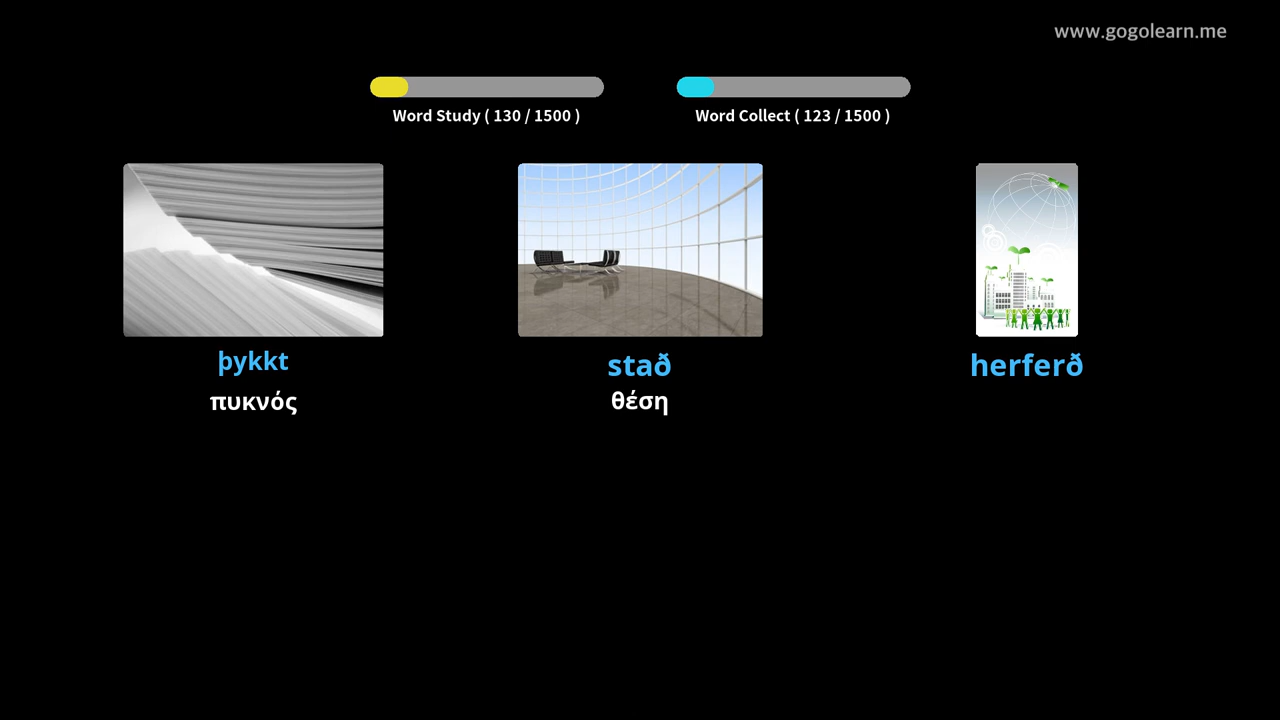 www.gogolearn.me
Word Study ( 130 / 1500 )
Word Collect ( 123 / 1500 )
þykkt
πυκνός
stað
θέση
herferð